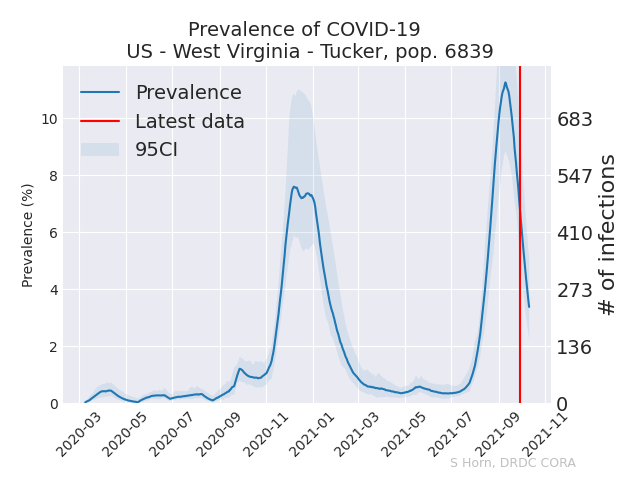 Prevalence of COVID-19
US - West Virginia - Tucker, pop. 6839
Prevalence
Latest data
95CI
Prevalence (%)
10
8
6
4
2
0
683
547
410
273
136
0
# of infections
2020-03
2020-05
2020-07
2020-09
2020-11
2021-01
2021-03
2021-05
2021-07
2021-09
2021-11
S Horn, DRDC CORA